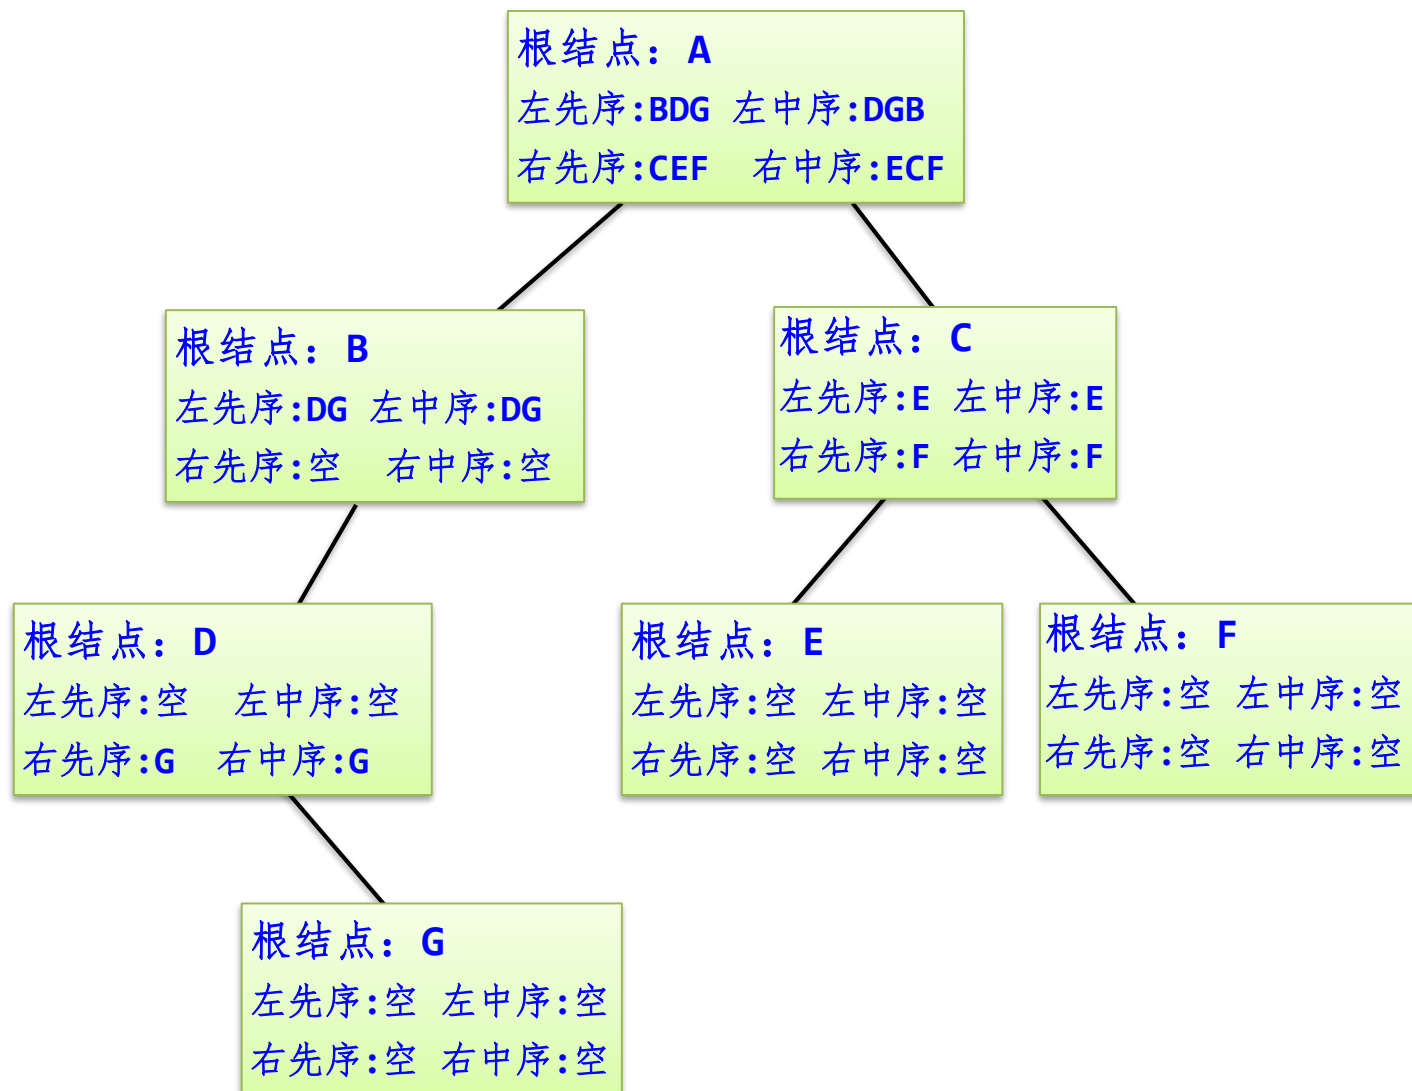 根结点：A
左先序:BDG 左中序:DGB
右先序:CEF 右中序:ECF
根结点：B
左先序:DG 左中序:DG
右先序:空 右中序:空
根结点：C
左先序:E 左中序:E
右先序:F 右中序:F
根结点：D
左先序:空 左中序:空
右先序:G 右中序:G
根结点：E
左先序:空 左中序:空
右先序:空 右中序:空
根结点：F
左先序:空 左中序:空
右先序:空 右中序:空
根结点：G
左先序:空 左中序:空
右先序:空 右中序:空